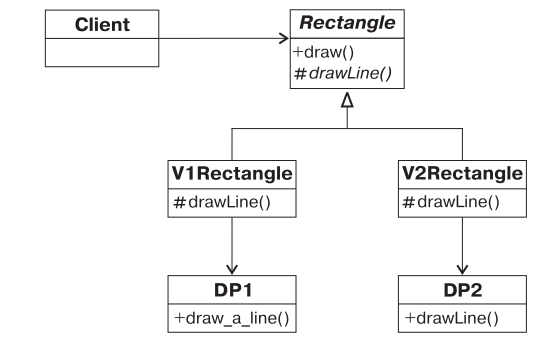 Client
Rectangle
+draw()
#drawLine()
V1Rectangle
#drawLine()
V2Rectangle
#drawLine()
DP1
+draw_a_line()
DP2
+drawLine()